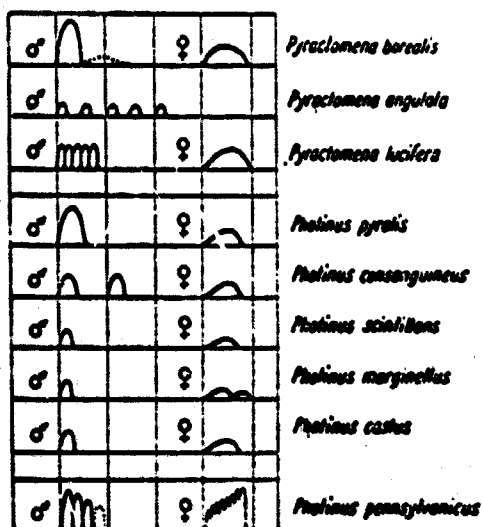 ♂ ♀ Pyractomena borealis
♂ Pyractomena angulata
♂ ♀ Pyractomena lucifera
♂ ♀ Photinus pyralis
♂ ♀ Photinus consanguineus
♂ ♀ Photinus scintillans
♂ ♀ Photinus marginellus
♂ ♀ Photinus castus
♂ ♀ Photinus pennsylvanicus